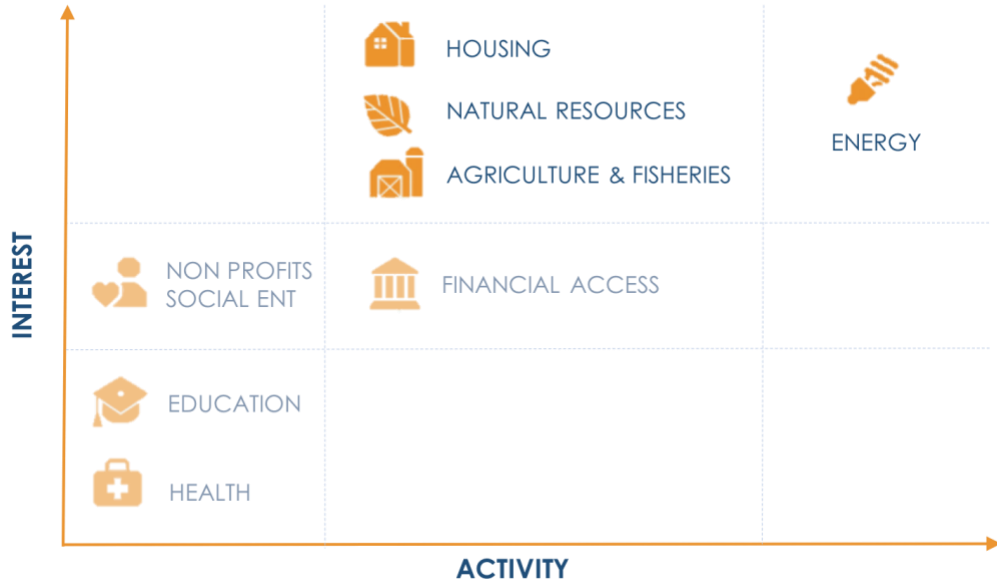 HOUSING
NATURAL RESOURCES
ENERGY
AGRICULTURE & FISHERIES
INTEREST
NON PROFITS
SOCIAL ENT
FINANCIAL ACCESS
EDUCATION
HEALTH
ACTIVITY